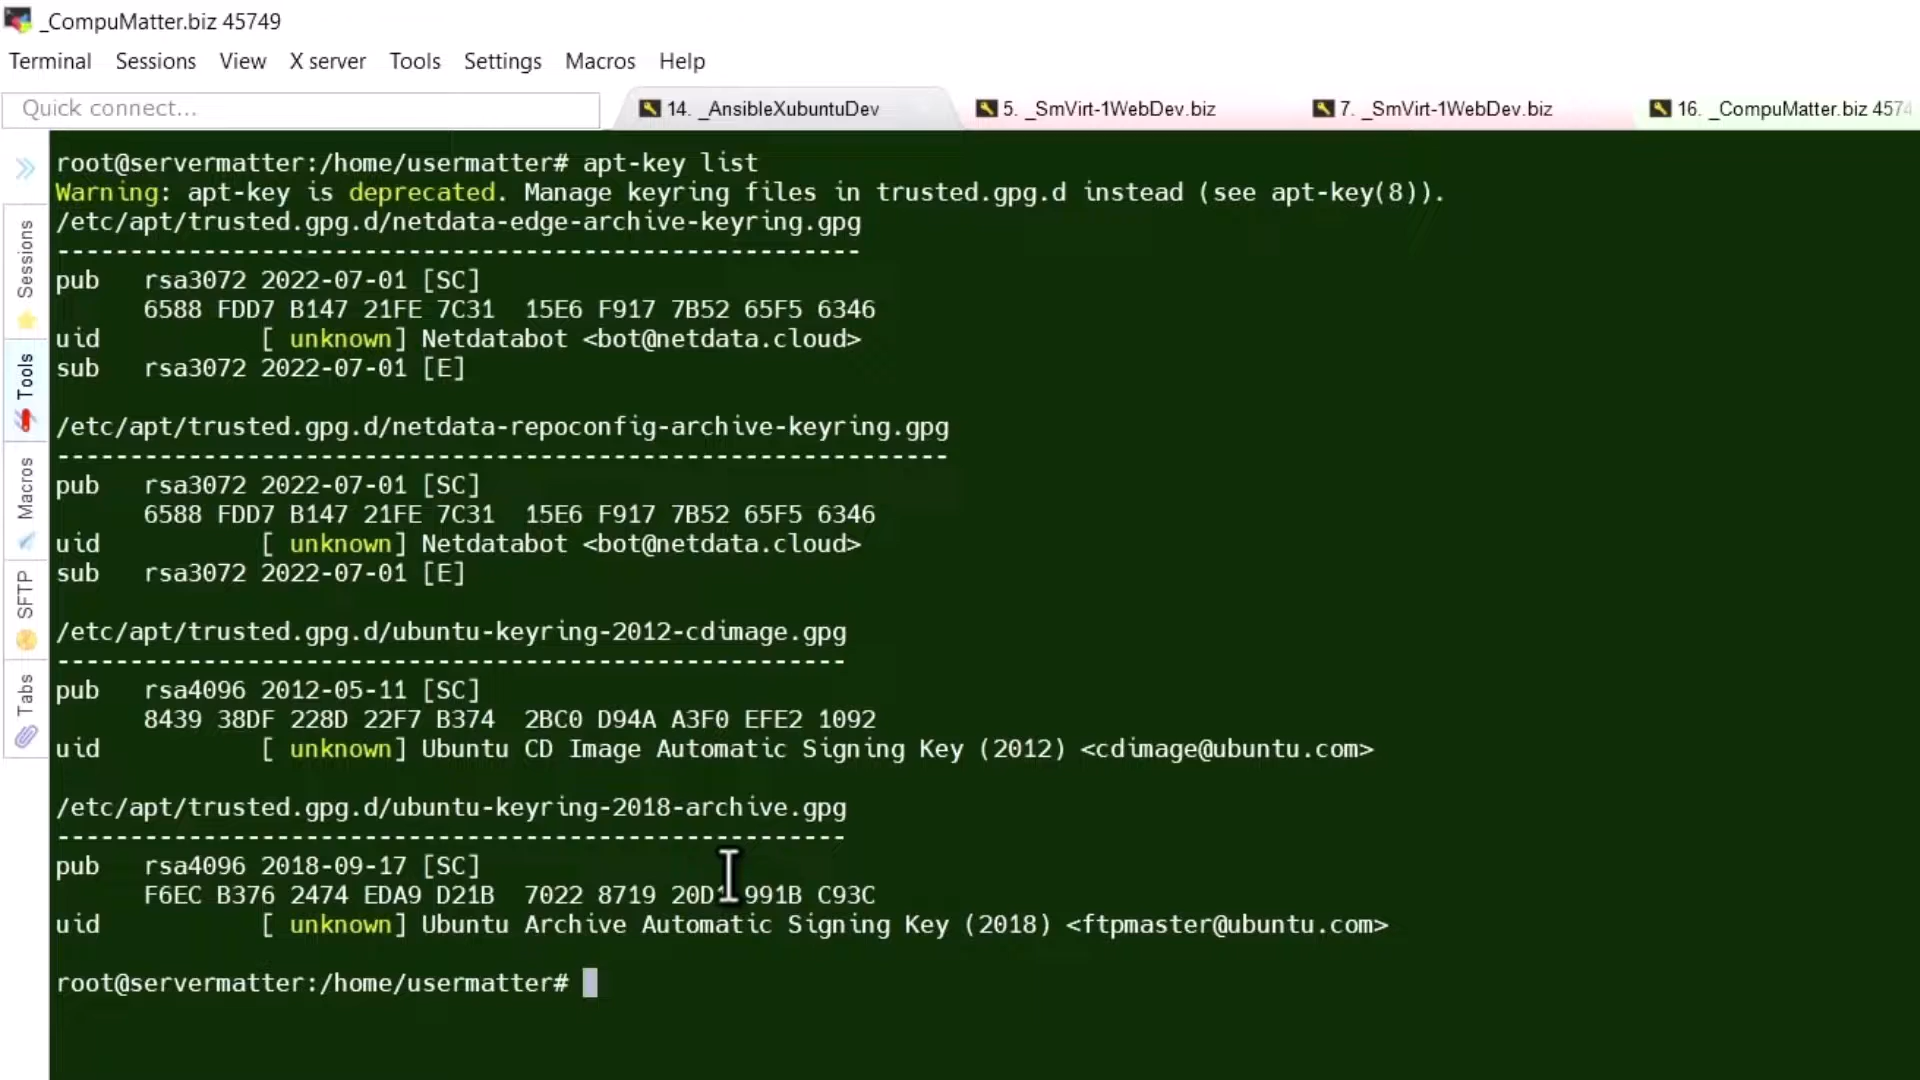 _CompuMatter.biz 45749
Terminal Sessions View X server Tools Settings Macros Help
Quick connect...
14. _AnsibleXubuntuDev
5. _SmVirt-1WebDev.biz
7. _SmVirt-1WebDev.biz
16. _CompuMatter.biz 4574
Sessions
Tools
Macros
SFTP
Tabs
root@servermatter:/home/usermatter# apt-key list
Warning: apt-key is deprecated. Manage keyring files in trusted.gpg.d instead (see apt-key(8)).
/etc/apt/trusted.gpg.d/netdata-edge-archive-keyring.gpg
-------------------------------------------------------
pub   rsa3072 2022-07-01 [SC]
      6588 FDD7 B147 21FE 7C31  15E6 F917 7B52 65F5 6346
uid           [ unknown] Netdatabot <bot@netdata.cloud>
sub   rsa3072 2022-07-01 [E]
/etc/apt/trusted.gpg.d/netdata-repoconfig-archive-keyring.gpg
-------------------------------------------------------------
pub   rsa3072 2022-07-01 [SC]
      6588 FDD7 B147 21FE 7C31  15E6 F917 7B52 65F5 6346
uid           [ unknown] Netdatabot <bot@netdata.cloud>
sub   rsa3072 2022-07-01 [E]
/etc/apt/trusted.gpg.d/ubuntu-keyring-2012-cdimage.gpg
------------------------------------------------------
pub   rsa4096 2012-05-11 [SC]
      8439 38DF 228D 22F7 B374  2BC0 D94A A3F0 EFE2 1092
uid           [ unknown] Ubuntu CD Image Automatic Signing Key (2012) <cdimage@ubuntu.com>
/etc/apt/trusted.gpg.d/ubuntu-keyring-2018-archive.gpg
------------------------------------------------------
pub   rsa4096 2018-09-17 [SC]
      F6EC B376 2474 EDA9 D21B  7022 8719 20D1 991B C93C
uid           [ unknown] Ubuntu Archive Automatic Signing Key (2018) <ftpmaster@ubuntu.com>
root@servermatter:/home/usermatter#